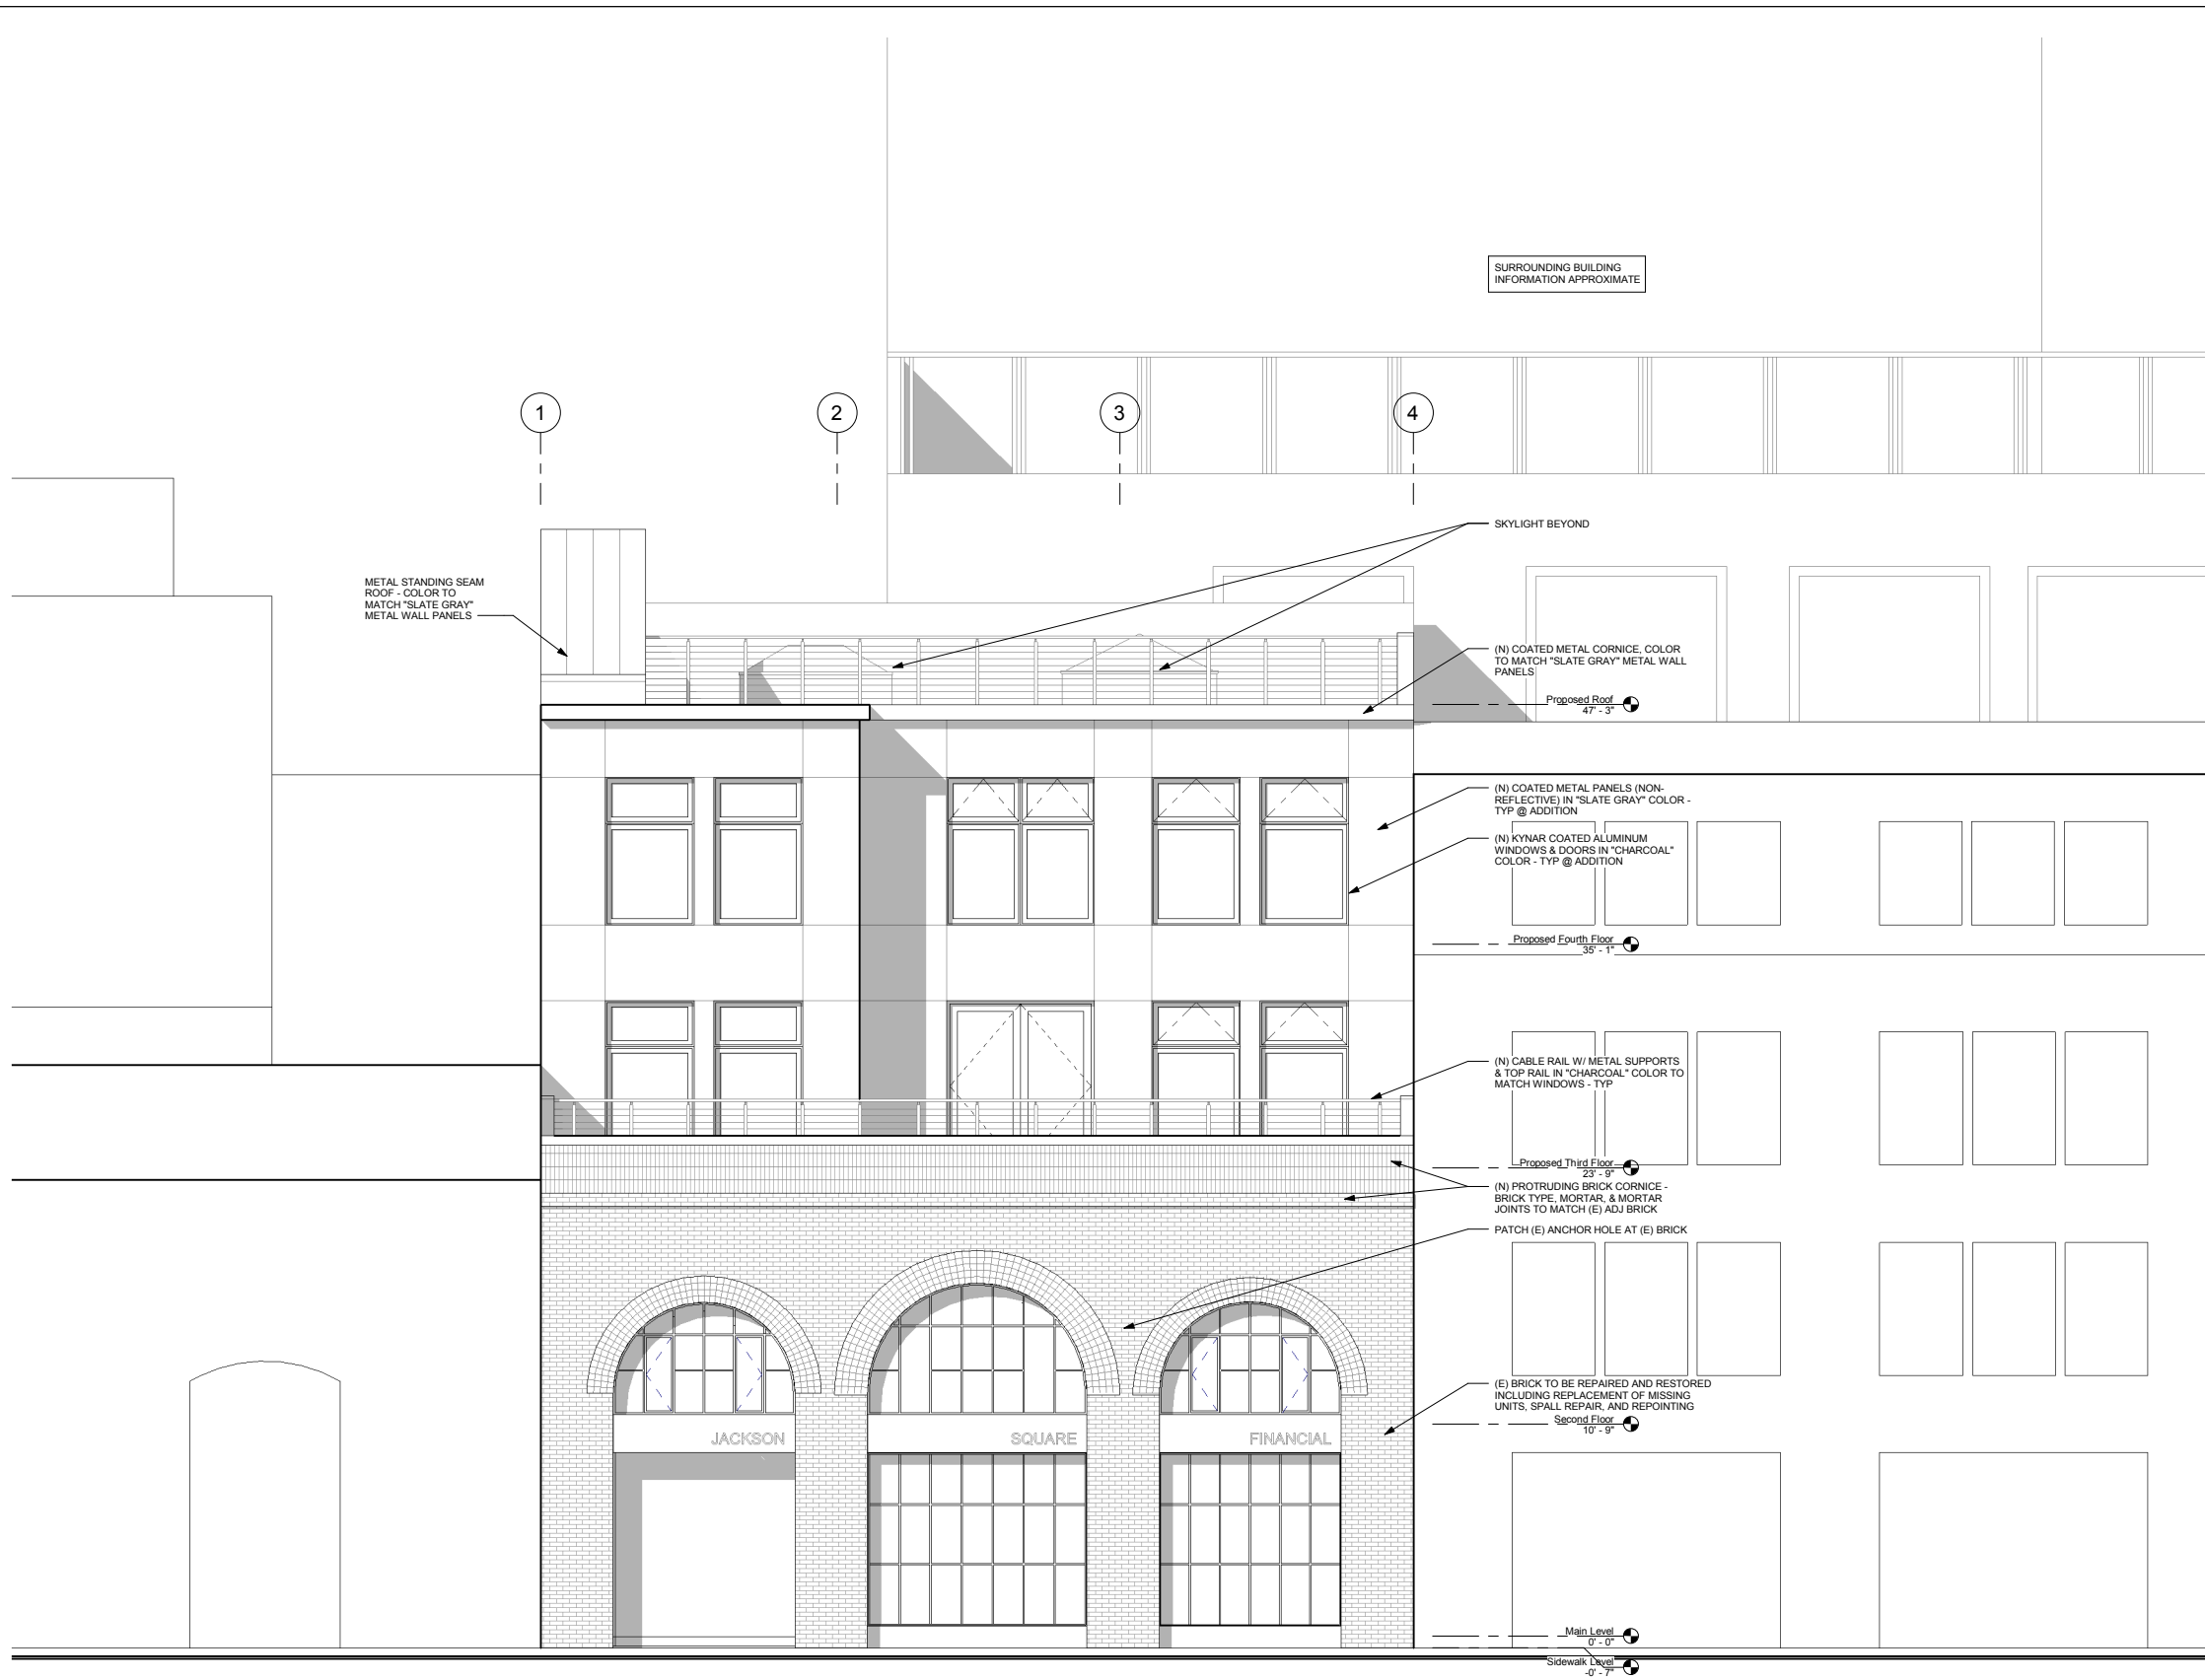 SURROUNDING BUILDING
INFORMATION APPROXIMATE
1
2
3
4
SKYLIGHT BEYOND
METAL STANDING SEAM
ROOF - COLOR TO
MATCH "SLATE GRAY"
METAL WALL PANELS
(N) COATED METAL CORNICE, COLOR
TO MATCH "SLATE GRAY" METAL WALL
PANELS
Proposed Roof
47' - 3"
(N) COATED METAL PANELS (NON-
REFLECTIVE) IN "SLATE GRAY" COLOR -
TYP @ ADDITION
(N) KYNAR COATED ALUMINUM
WINDOWS & DOORS IN "CHARCOAL"
COLOR - TYP @ ADDITION
Proposed Fourth Floor
35' - 1"
(N) CABLE RAIL W/ METAL SUPPORTS
& TOP RAIL IN "CHARCOAL" COLOR TO
MATCH WINDOWS - TYP
Proposed Third Floor
23' - 9"
(N) PROTRUDING BRICK CORNICE -
BRICK TYPE, MORTAR, & MORTAR
JOINTS TO MATCH (E) ADJ BRICK
PATCH (E) ANCHOR HOLE AT (E) BRICK
(E) BRICK TO BE REPAIRED AND RESTORED
INCLUDING REPLACEMENT OF MISSING
UNITS, SPALL REPAIR, AND REPOINTING
Second Floor
10' - 9"
JACKSON
SQUARE
FINANCIAL
Main Level
0' - 0"
Sidewalk Level
-0' - 7"